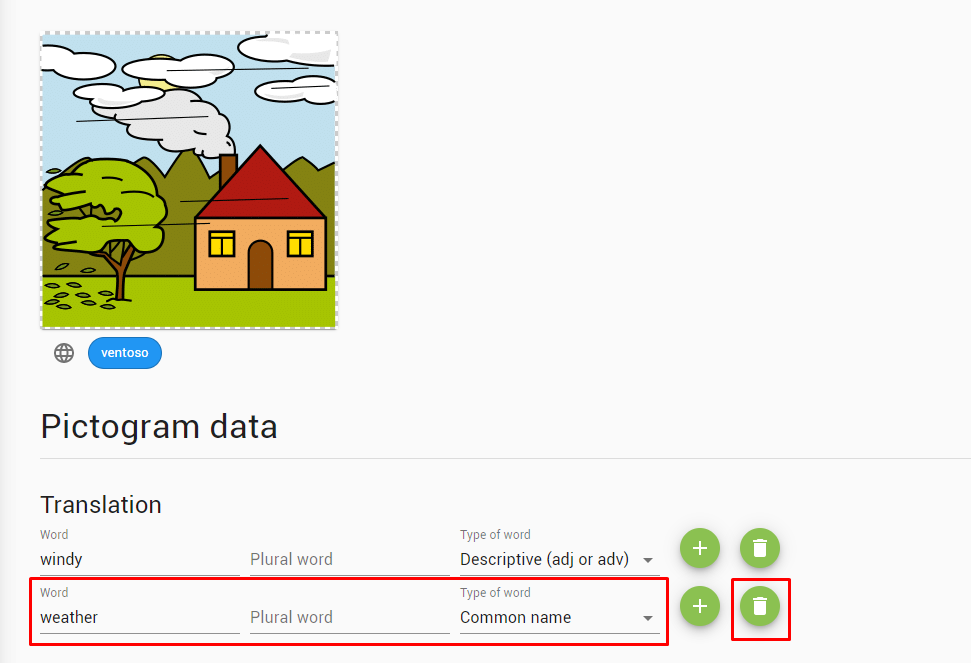 ventoso
Pictogram data
Translation
Word Type of word
windy Plural word Descriptive (adj or adv)
Word Type of word
weather Plural word Common name